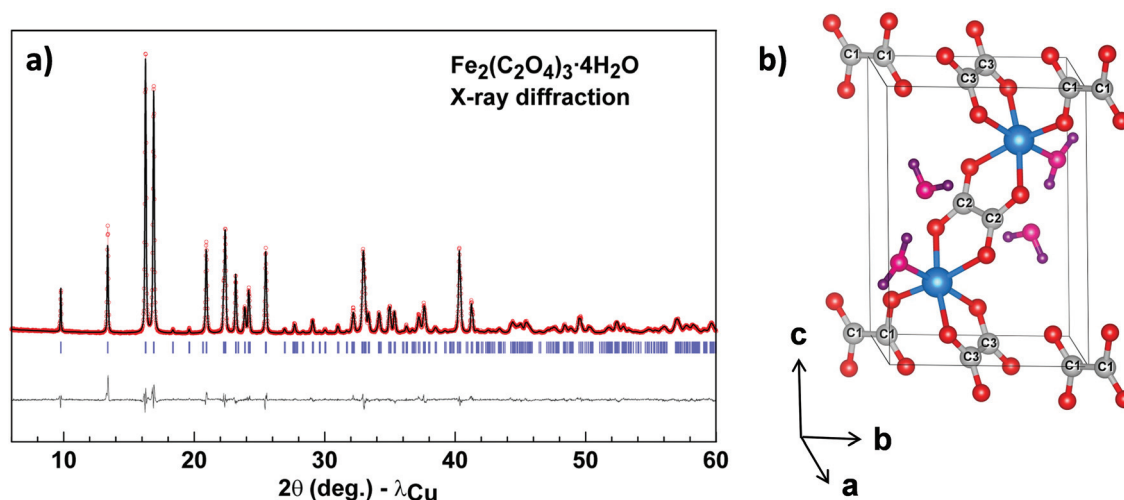 a)
Fe₂(C₂O₄)₃·4H₂O
X-ray diffraction
10 20 30 40 50 60
2θ (deg.) - λCu
b)
C1 C1 C3 C3 C1 C1
C2
C2
C1 C1 C3 C3 C1 C1
c
b
a